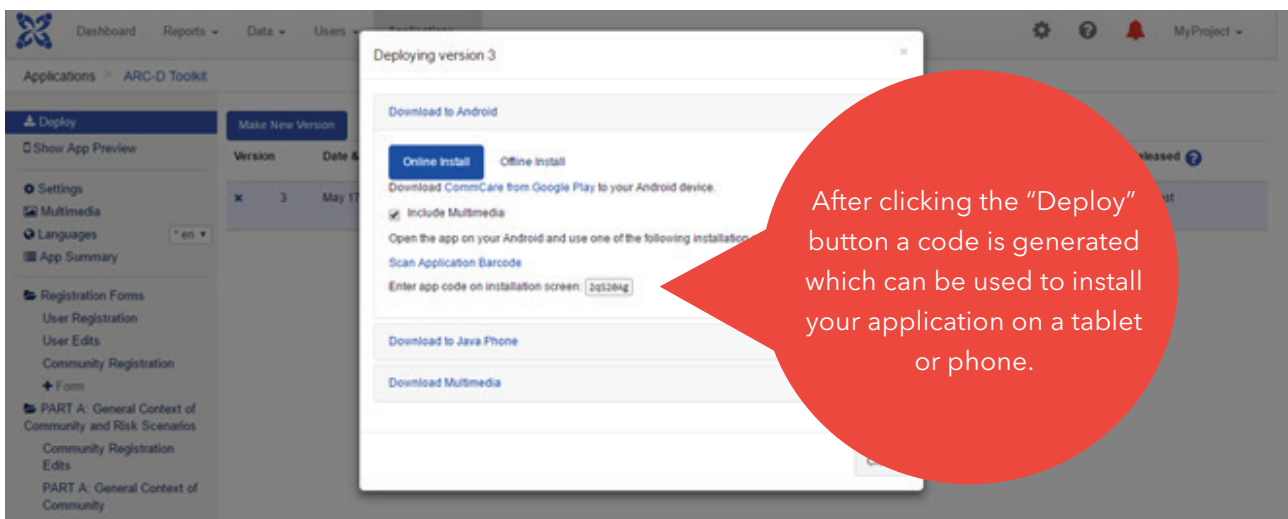 Dashboard Reports Data Users Applications MyProject
Applications ARC-D Toolkit
Deploying version 3
Deploy
Make New Version
Show App Preview
Version Date &
Settings
Multimedia
Languages * en
App Summary
3 May 17
Registration Forms
User Registration
User Edits
Community Registration
Form
PART A: General Context of
Community and Risk Scenarios
Community Registration
Edits
PART A: General Context of
Community
Download to Android
Online Install Offline Install
Download CommCare from Google Play to your Android device.
Include Multimedia
Open the app on your Android and use one of the following installation
Scan Application Barcode
Enter app code on installation screen: 2qS28Ag
Download to Java Phone
Download Multimedia
After clicking the “Deploy”
button a code is generated
which can be used to install
your application on a tablet
or phone.